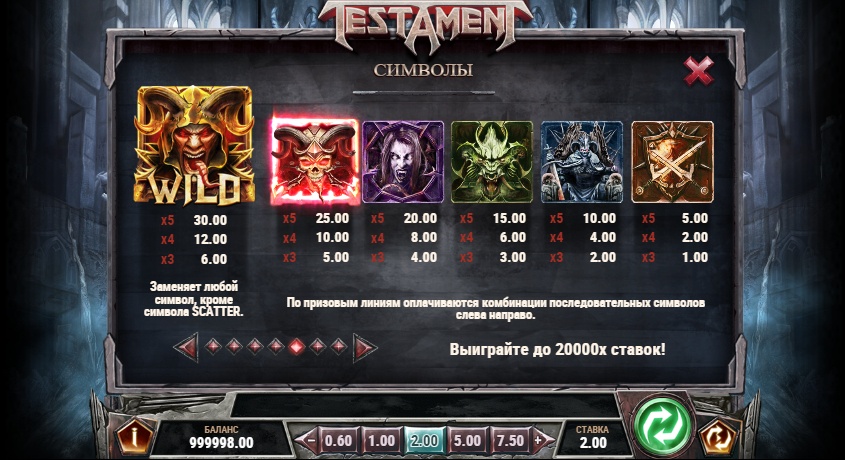 TESTAMENT
СИМВОЛЫ
WILD
x5 30.00
x4 12.00
x3 6.00
x5 25.00
x4 10.00
x3 5.00
x5 20.00
x4 8.00
x3 4.00
x5 15.00
x4 6.00
x3 3.00
x5 10.00
x4 4.00
x3 2.00
x5 5.00
x4 2.00
x3 1.00
Заменяет любой
символ, кроме
символа SCATTER.
По призовым линиям оплачиваются комбинации последовательных символов
слева направо.
Выиграйте до 20000x ставок!
БАЛАНС
999998.00
− 0.60 1.00 2.00 5.00 7.50 +
СТАВКА
2.00